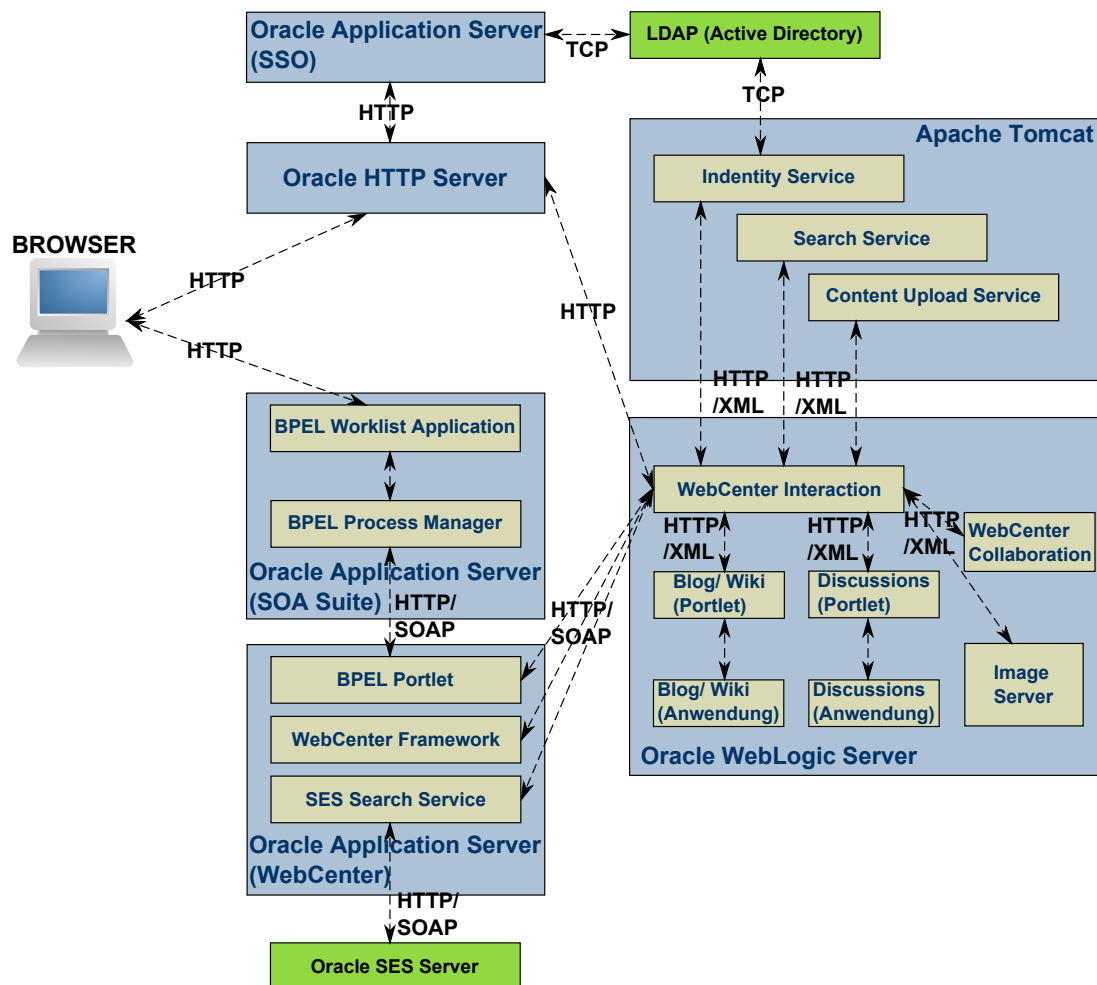 Oracle Application Server
(SSO)
TCP
LDAP (Active Directory)
HTTP
TCP
Oracle HTTP Server
Apache Tomcat
Indentity Service
Search Service
Content Upload Service
BROWSER
HTTP
HTTP
HTTP
HTTP
/XML
HTTP
/XML
BPEL Worklist Application
BPEL Process Manager
Oracle Application Server
(SOA Suite)
HTTP/
SOAP
WebCenter Interaction
HTTP
/XML
HTTP
/XML
HTTP
/XML
WebCenter
Collaboration
Blog/ Wiki
(Portlet)
Discussions
(Portlet)
HTTP/
SOAP
Blog/ Wiki
(Anwendung)
Discussions
(Anwendung)
Image
Server
Oracle WebLogic Server
BPEL Portlet
WebCenter Framework
SES Search Service
Oracle Application Server
(WebCenter)
HTTP/
SOAP
Oracle SES Server